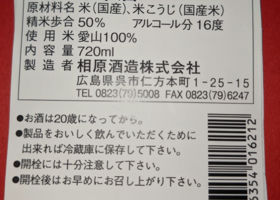 原材料名 米(国産)、米こうじ(国産米)
精米歩合 50% アルコール分 16度
使用米 愛山100%
内容量 720ml
製造者 相原酒造株式会社
広島県呉市仁方本町1-25-15
TEL 0823(79)5008 FAX 0823(79)6247
●お酒は20歳になってから。
●製品をおいしく飲んでいただくために
出来れば冷蔵庫に保存して下さい。
●開栓には十分注意して下さい。
●開栓後はお早めにお召し上がり下さい。
6354 016212